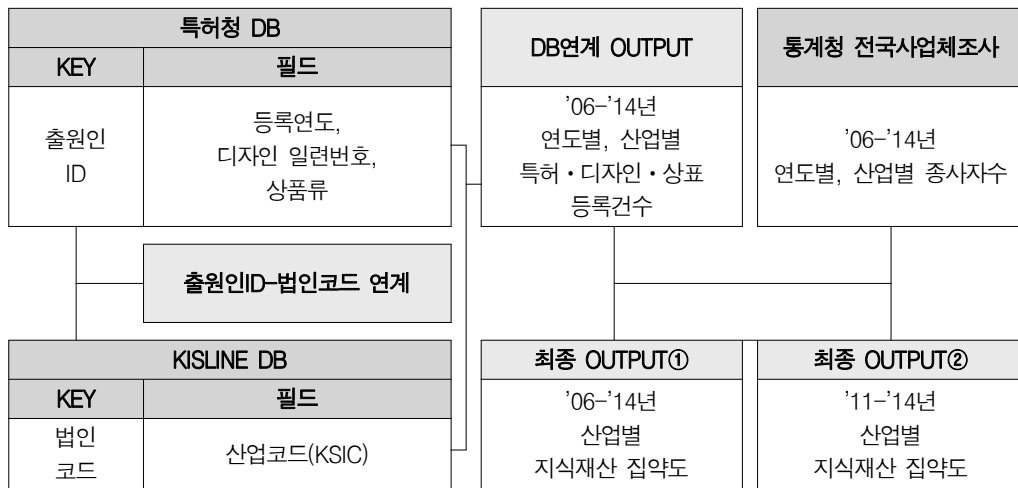 특허청 DB
KEY 필드
출원인
ID
등록연도,
디자인 일련번호,
상품류
출원인ID-법인코드 연계
KISLINE DB
KEY 필드
법인
코드
산업코드(KSIC)
DB연계 OUTPUT
’06-’14년
연도별, 산업별
특허·디자인·상표
등록건수
통계청 전국사업체조사
’06-’14년
연도별, 산업별 종사자수
최종 OUTPUT①
’06-’14년
산업별
지식재산 집약도
최종 OUTPUT②
’11-’14년
산업별
지식재산 집약도